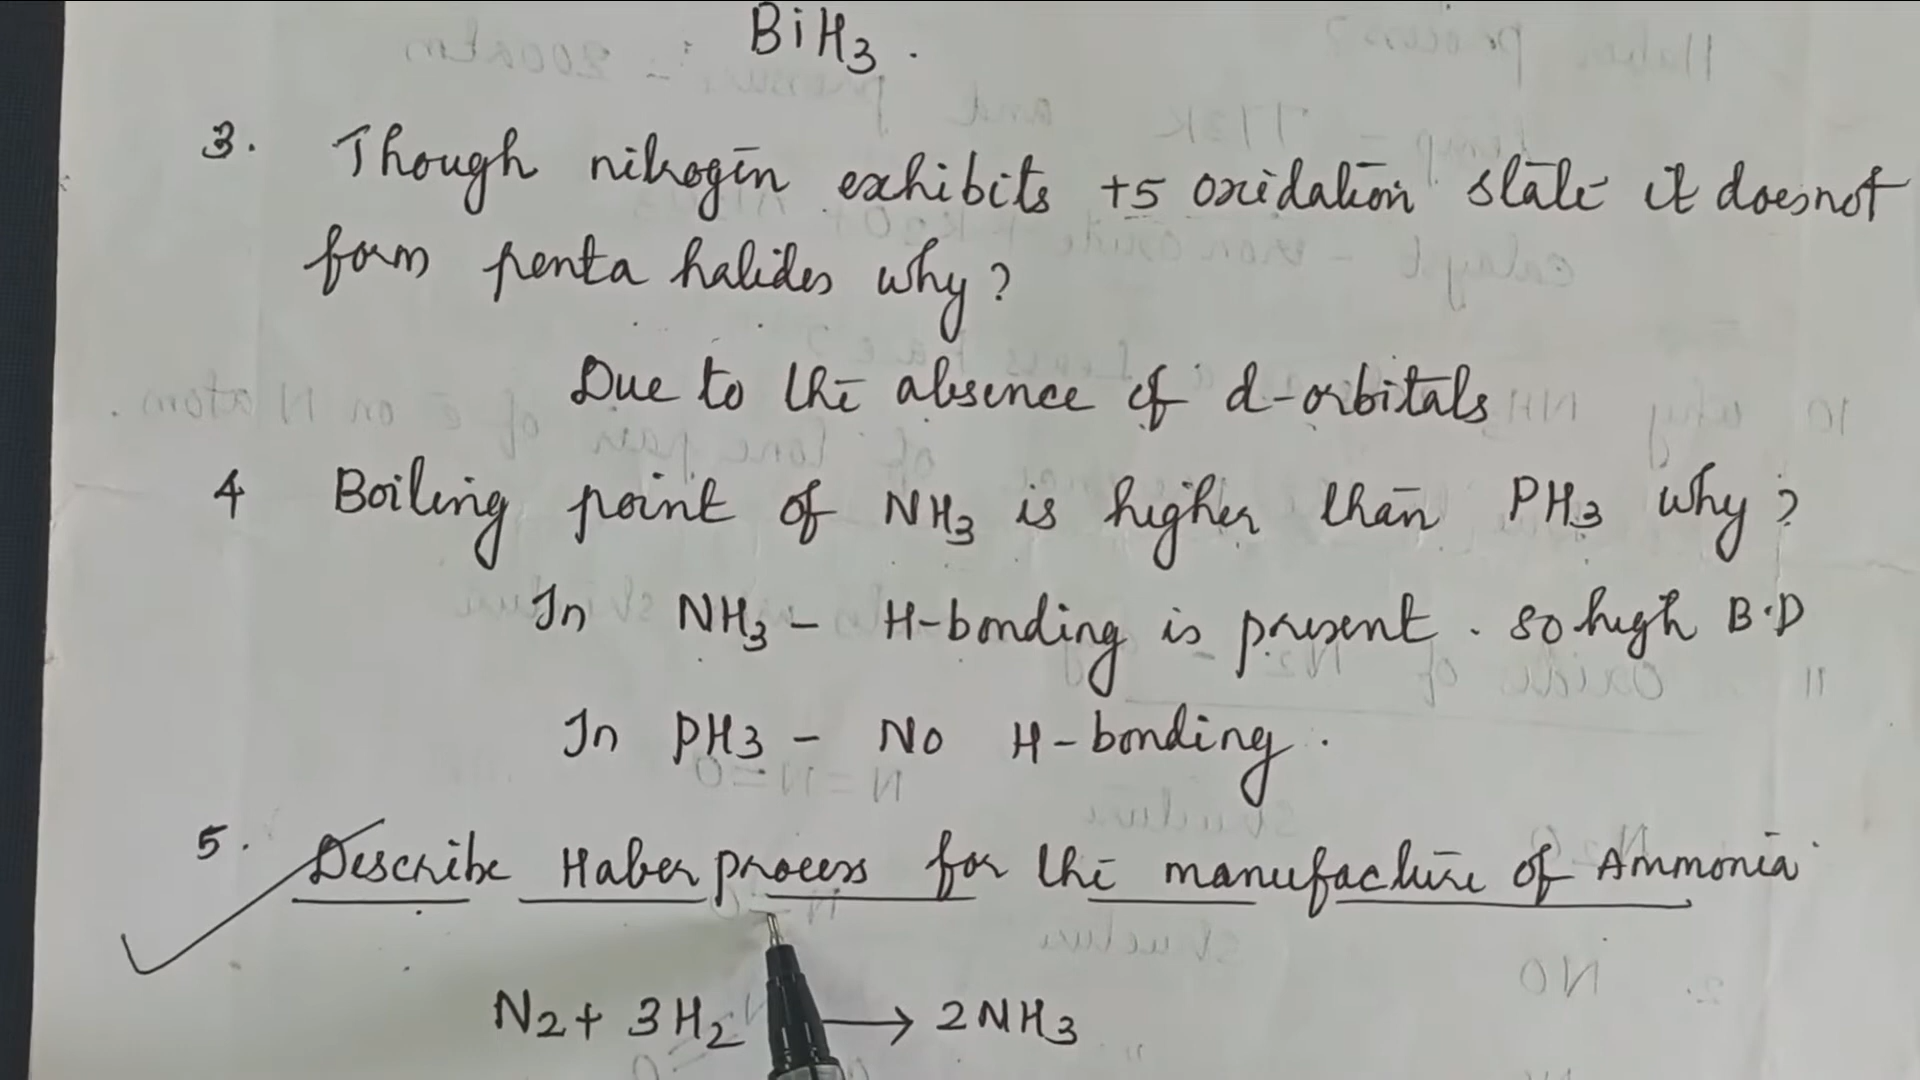 BiH3.
3. Though nitrogen exhibits +5 oxidation state it doesnot
form penta halides why?
Due to the absence of d-orbitals
4 Boiling point of NH3 is higher than PH3 why?
In NH3 - H-bonding is present. so high B.D
In PH3 - No H-bonding.
5. Describe Haber process for the manufacture of Ammonia
N2 + 3H2 → 2NH3